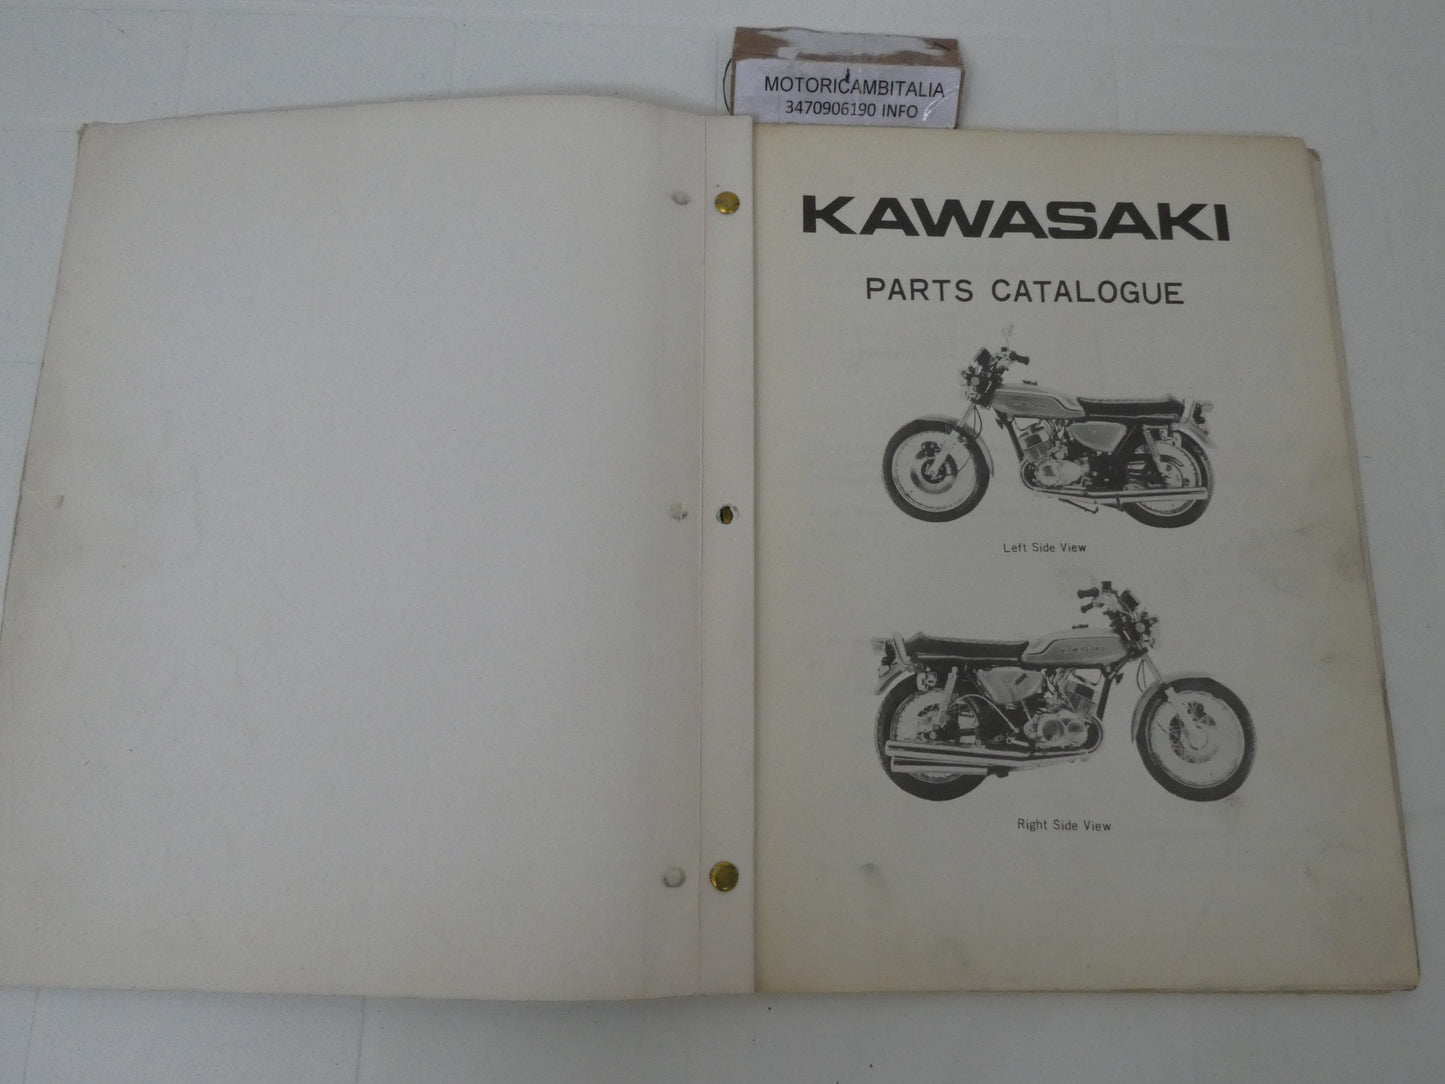 MOTORICAMBITALIA
3470906190 INFO
KAWASAKI
PARTS CATALOGUE
Left Side View
Right Side View